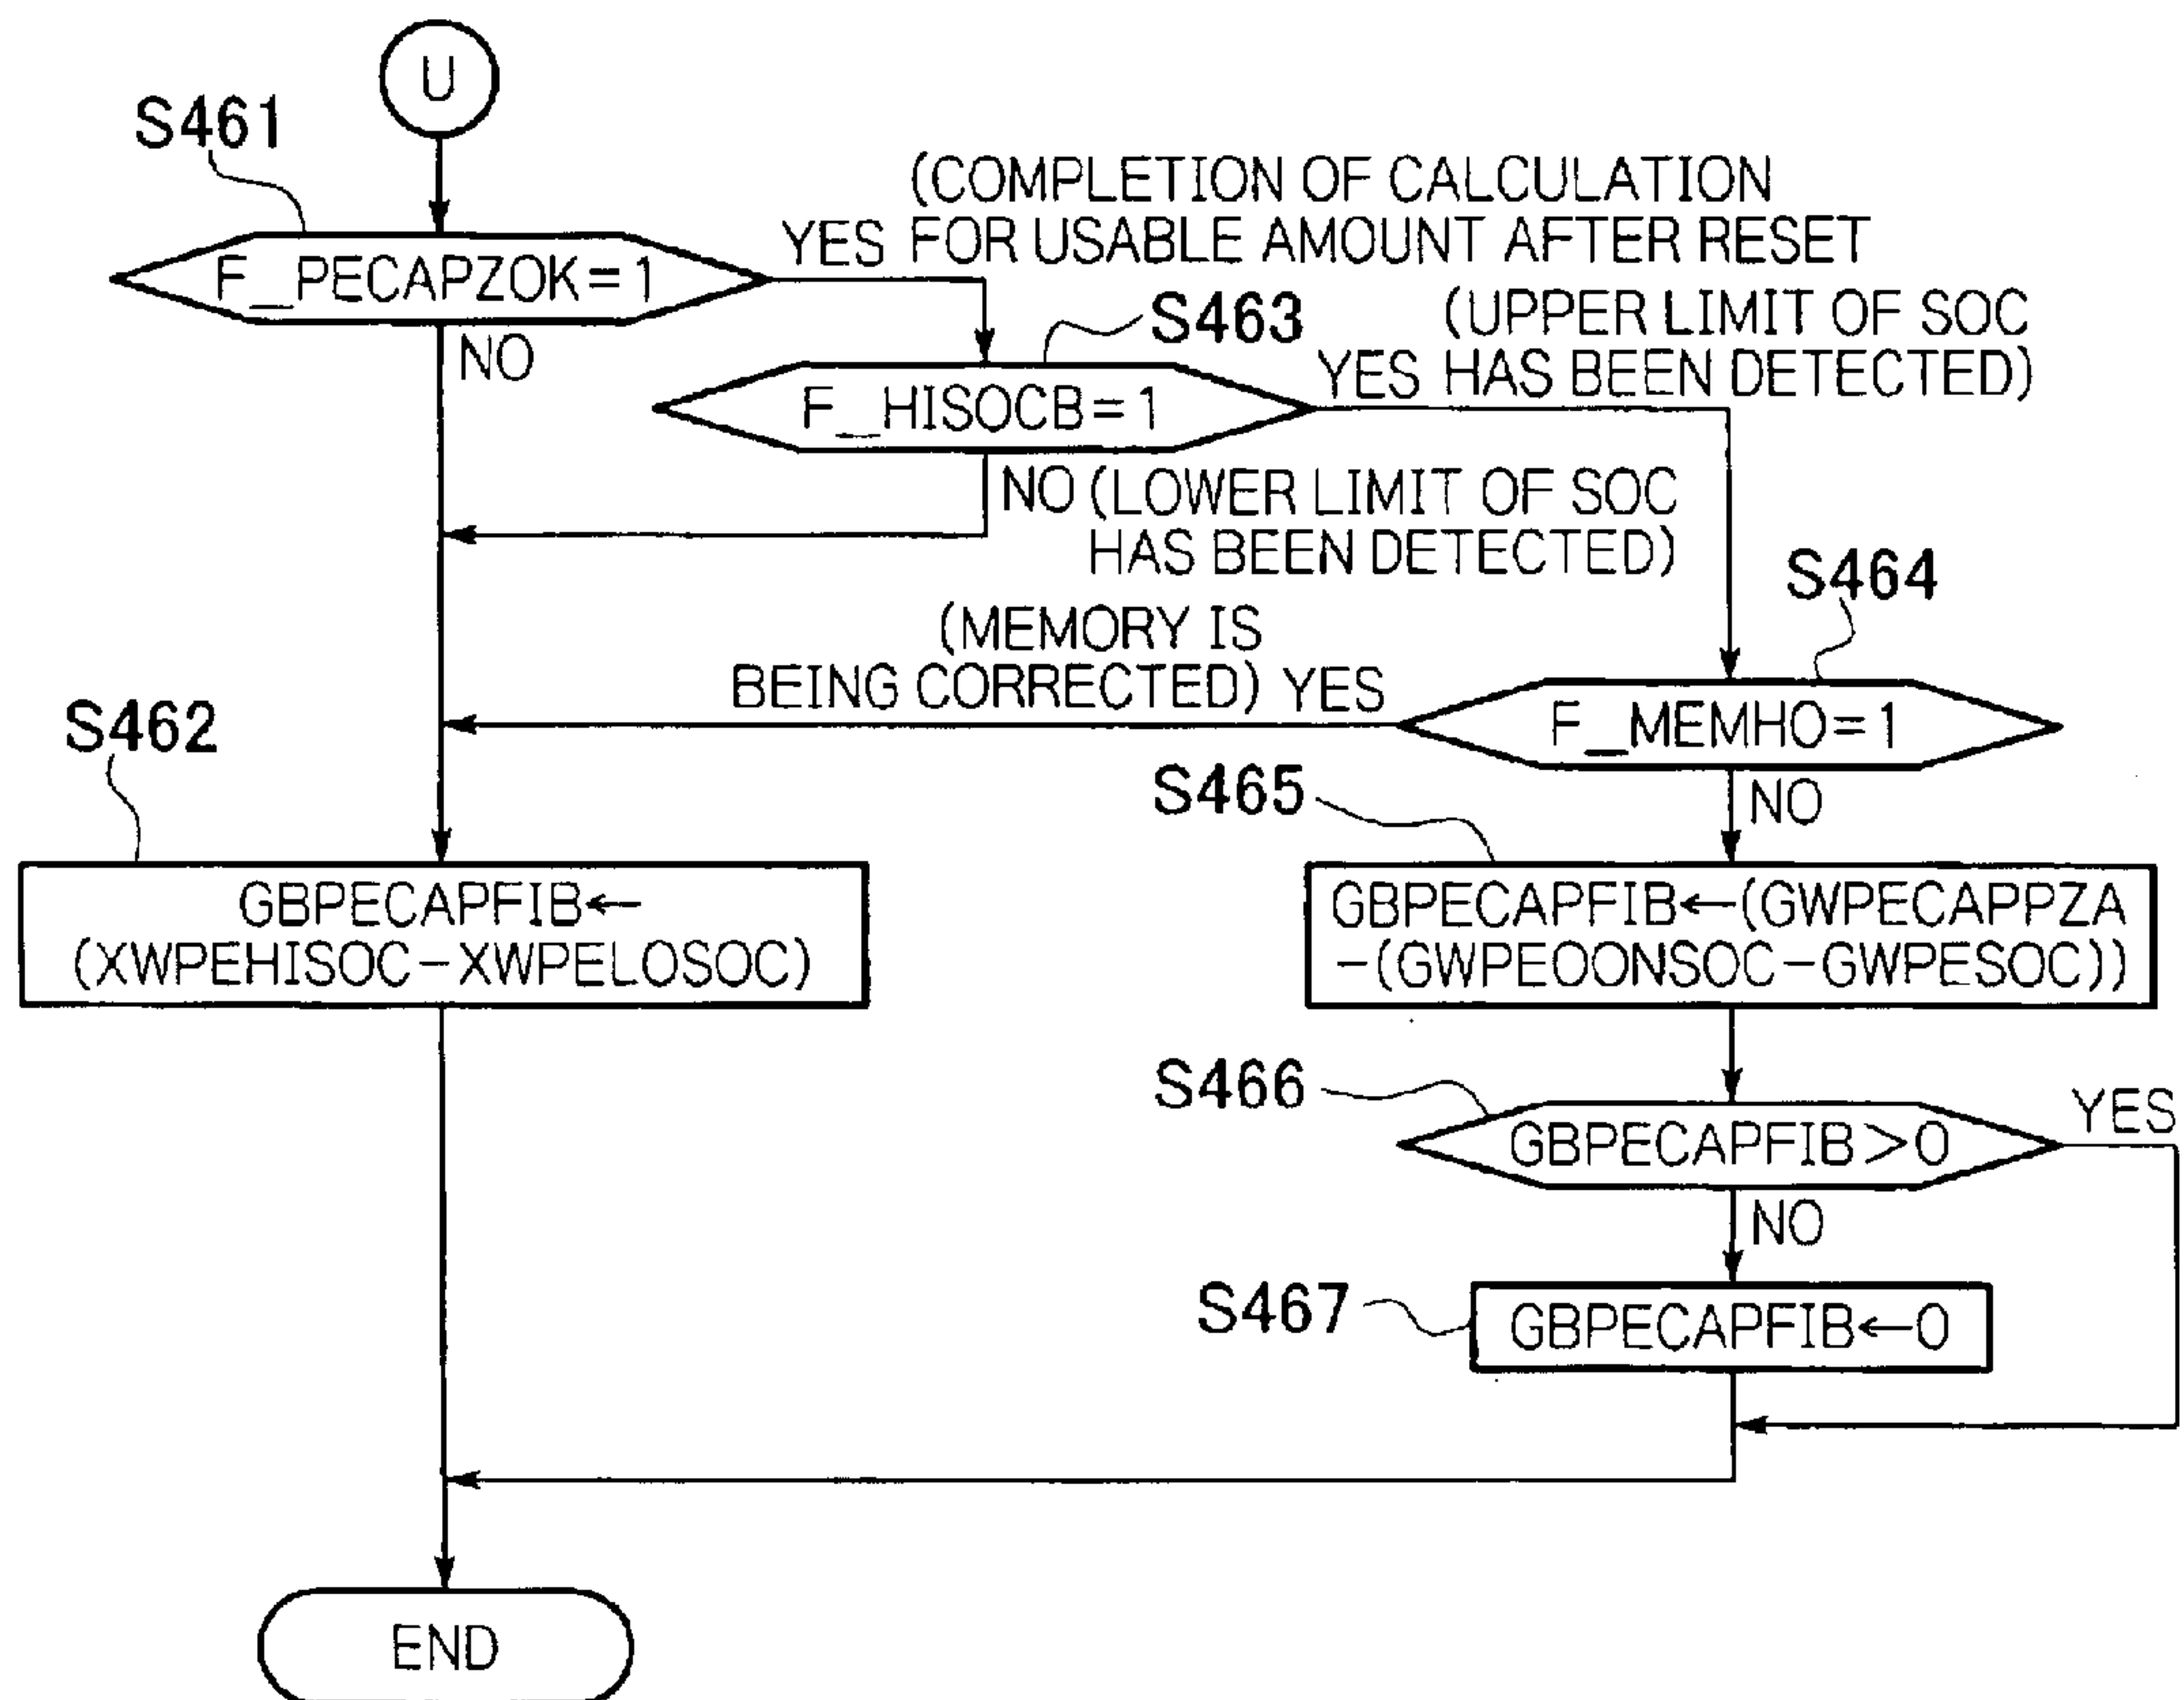 U
S461
(COMPLETION OF CALCULATION
YES FOR USABLE AMOUNT AFTER RESET
F_PECAPZOK=1
NO
S463
(UPPER LIMIT OF SOC
YES HAS BEEN DETECTED)
F_HISOCB=1
NO (LOWER LIMIT OF SOC
HAS BEEN DETECTED)
S464
(MEMORY IS
BEING CORRECTED) YES
F_MEMHO=1
NO
S462
S465
GBPECAPFIB←
(XWPEHISOC-XWPELOSOC)
GBPECAPFIB←(GWPECAPPZA
-(GWPEOONSOC-GWPESOC))
S466
YES
GBPECAPFIB>0
NO
S467
GBPECAPFIB←0
END